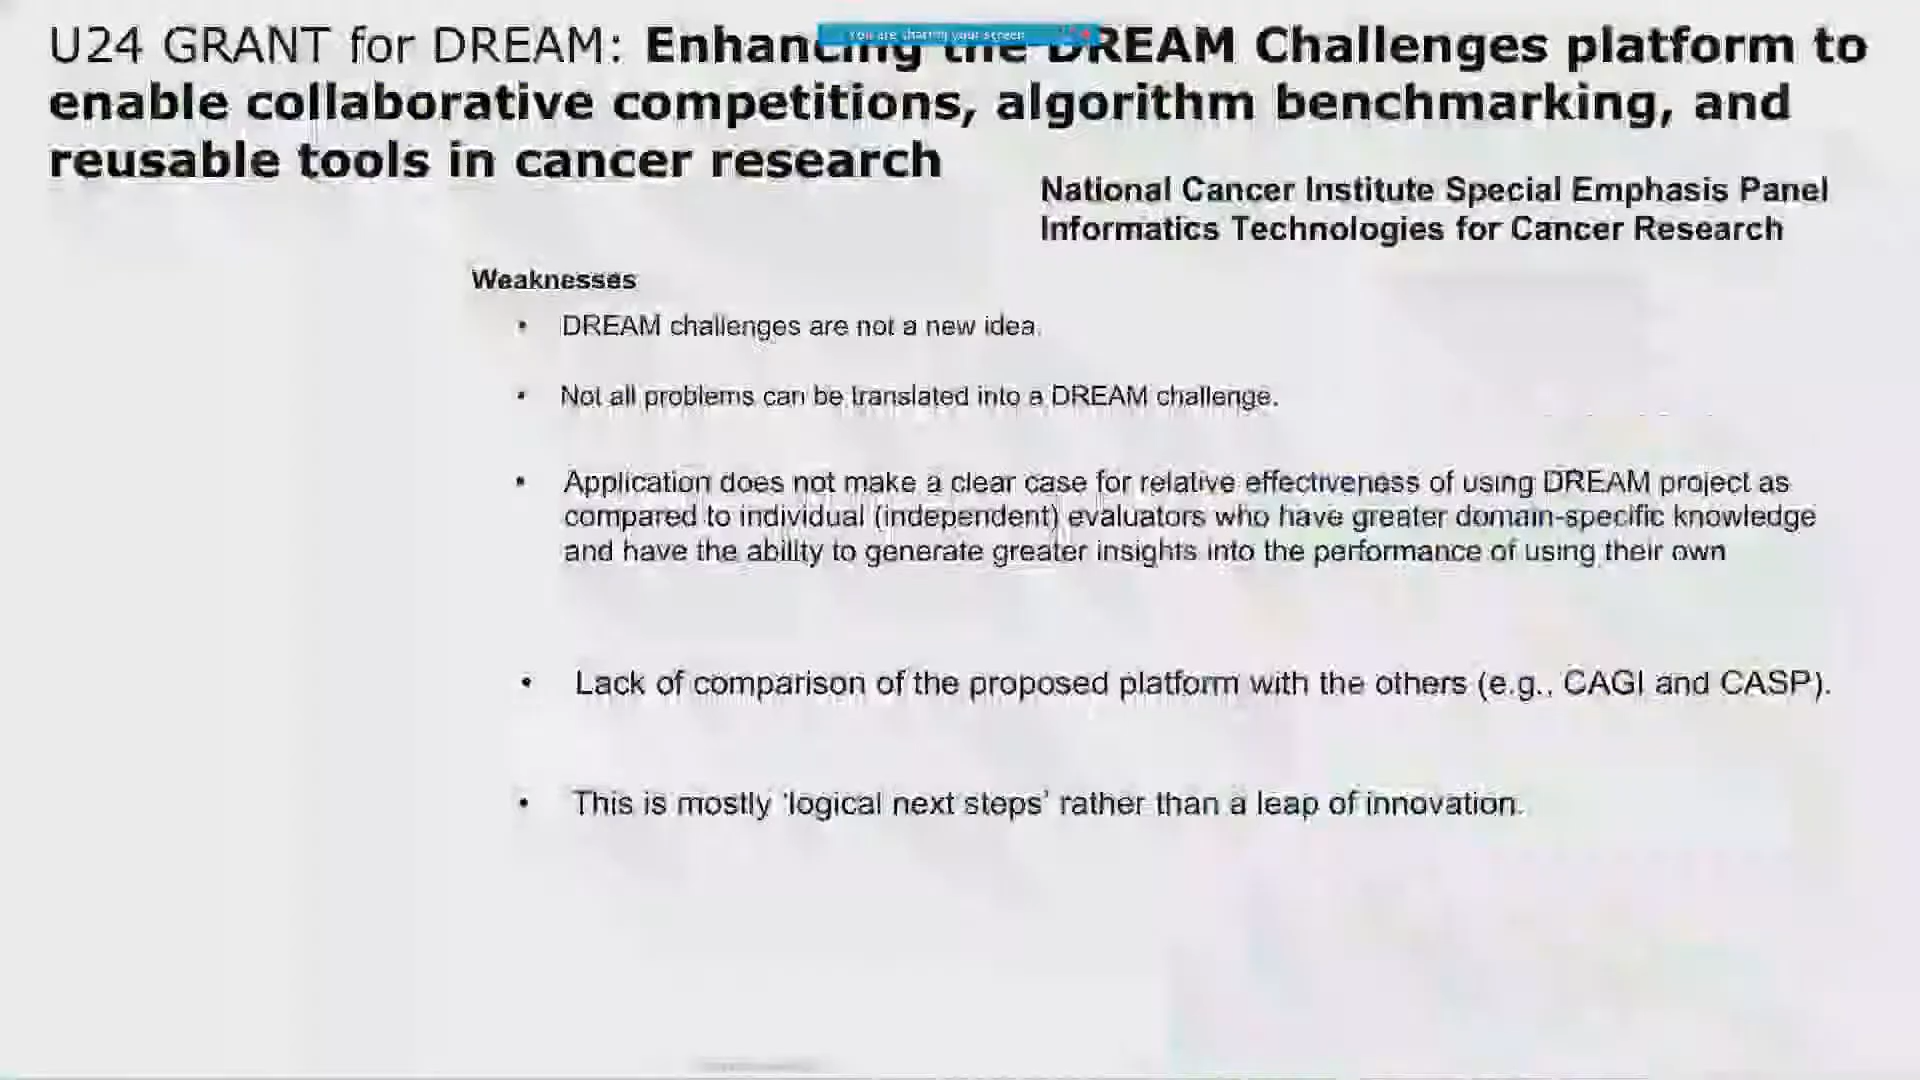 U24 GRANT for DREAM: Enhancing the DREAM Challenges platform to
You are sharing your screen
enable collaborative competitions, algorithm benchmarking, and
reusable tools in cancer research
National Cancer Institute Special Emphasis Panel
Informatics Technologies for Cancer Research
Weaknesses
• DREAM challenges are not a new idea.
• Not all problems can be translated into a DREAM challenge.
• Application does not make a clear case for relative effectiveness of using DREAM project as
compared to individual (independent) evaluators who have greater domain-specific knowledge
and have the ability to generate greater insights into the performance of using their own
• Lack of comparison of the proposed platform with the others (e.g., CAGI and CASP).
• This is mostly 'logical next steps' rather than a leap of innovation.